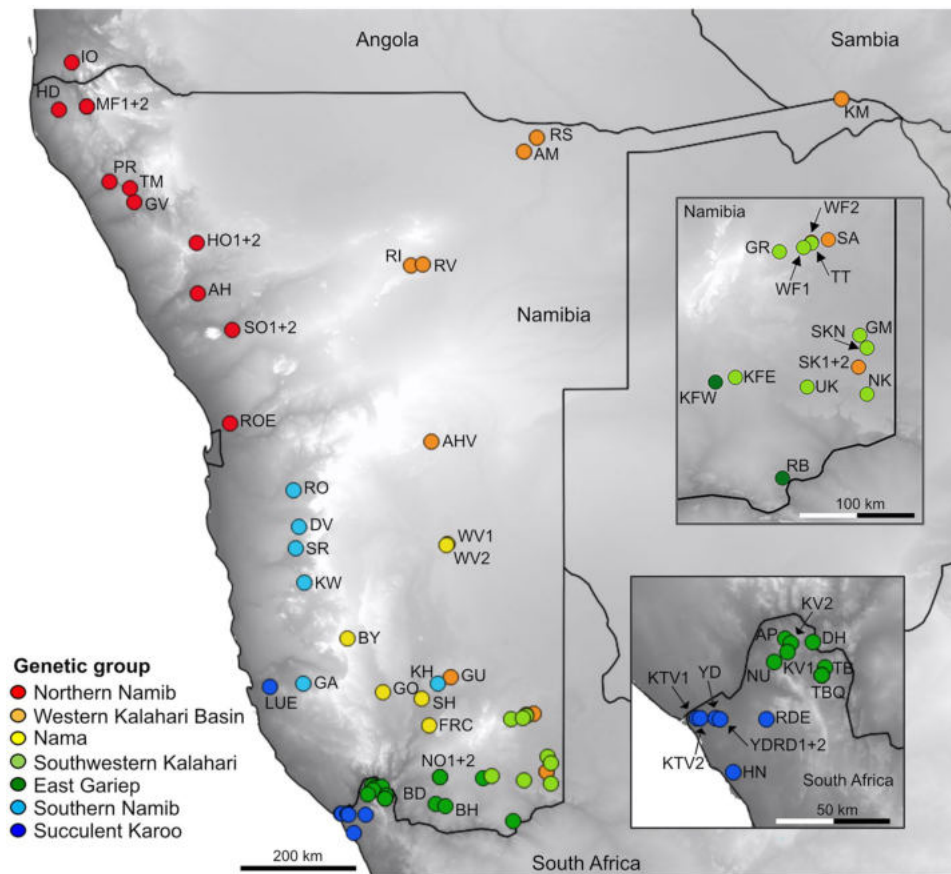 Angola
Sambia
IO
HD
MF1+2
KM
RS
AM
PR
TM
GV
HO1+2
RI
RV
AH
Namibia
SO1+2
ROE
AHV
RO
DV
SR
WV1
WV2
KW
BY
KH
GU
LUE
GA
GO
SH
FRC
NO1+2
BD
BH
South Africa
200 km
Genetic group
Northern Namib
Western Kalahari Basin
Nama
Southwestern Kalahari
East Gariep
Southern Namib
Succulent Karoo
Namibia
WF2
GR
SA
WF1
TT
SKN
GM
SK1+2
KFE
KFW
UK
NK
RB
100 km
KV2
AP
DH
KTV1
YD
NU
KV1
TB
TBQ
RDE
KTV2
YDRD1+2
HN
South Africa
50 km